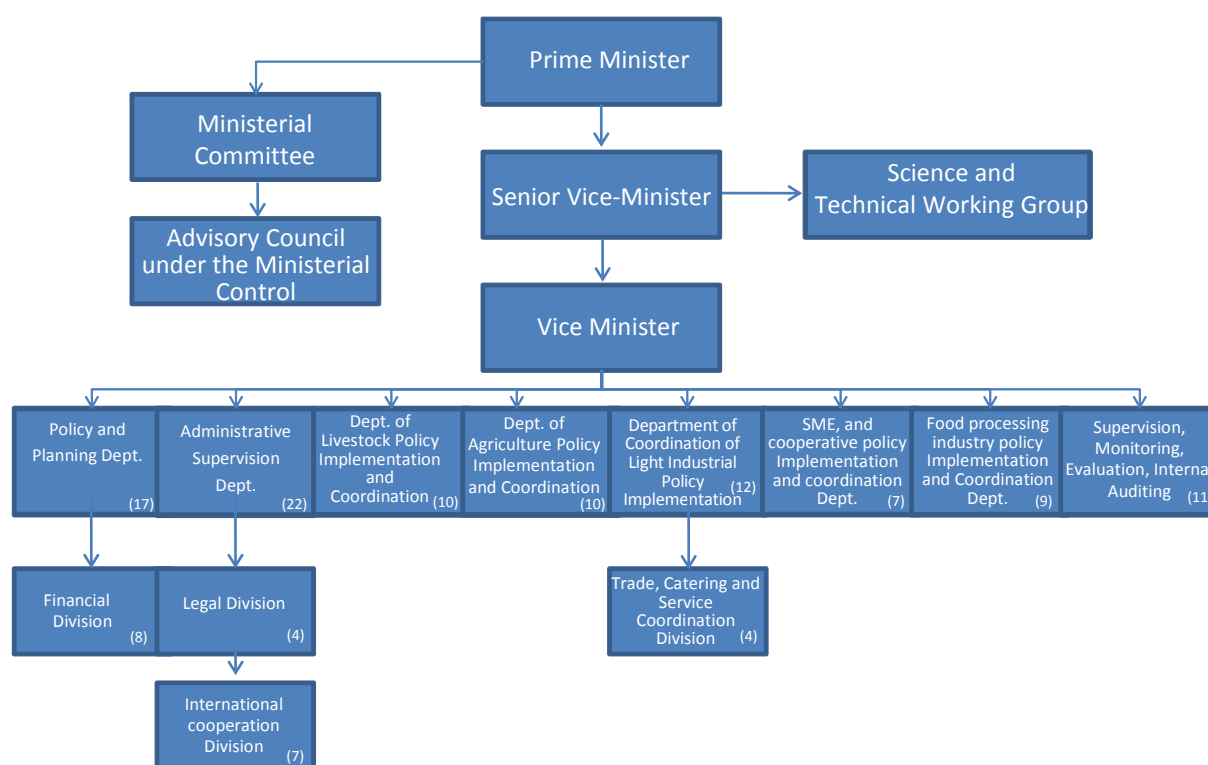 Prime Minister
Ministerial
Committee
Senior Vice-Minister
Science and
Technical Working Group
Advisory Council
under the Ministerial
Control
Vice Minister
Policy and
Planning Dept.
(17)
Administrative
Supervision
Dept.
(22)
Dept. of
Livestock Policy
Implementation
and
Coordination
(10)
Dept. of
Agriculture Policy
Implementation
and Coordination
(10)
Department of
Coordination of
Light Industrial
Policy
(12)
Implementation
SME, and
cooperative policy
Implementation
and coordination
Dept.
(7)
Food processing
industry policy
Implementation
and Coordination
Dept.
(9)
Supervision,
Monitoring,
Evaluation, Interna
Auditing
(11
Financial
Division
(8)
Legal Division
(4)
Trade, Catering and
Service
Coordination
Division
(4)
International
cooperation
Division
(7)